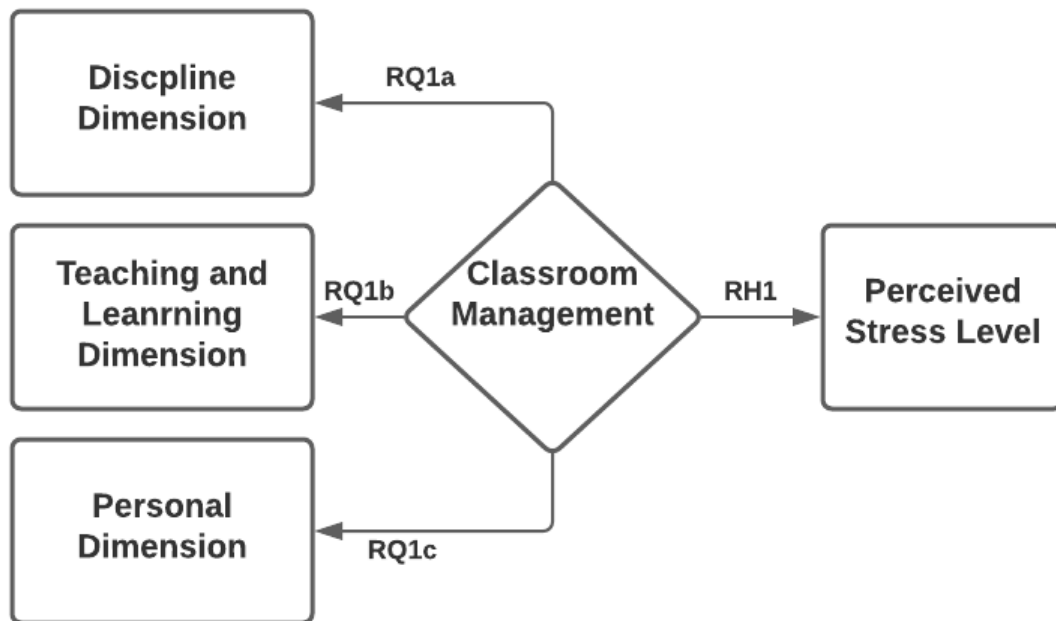 Discpline
Dimension
RQ1a
Teaching and
Leanrning
Dimension
RQ1b
Classroom
Management
RH1
Perceived
Stress Level
Personal
Dimension
RQ1c